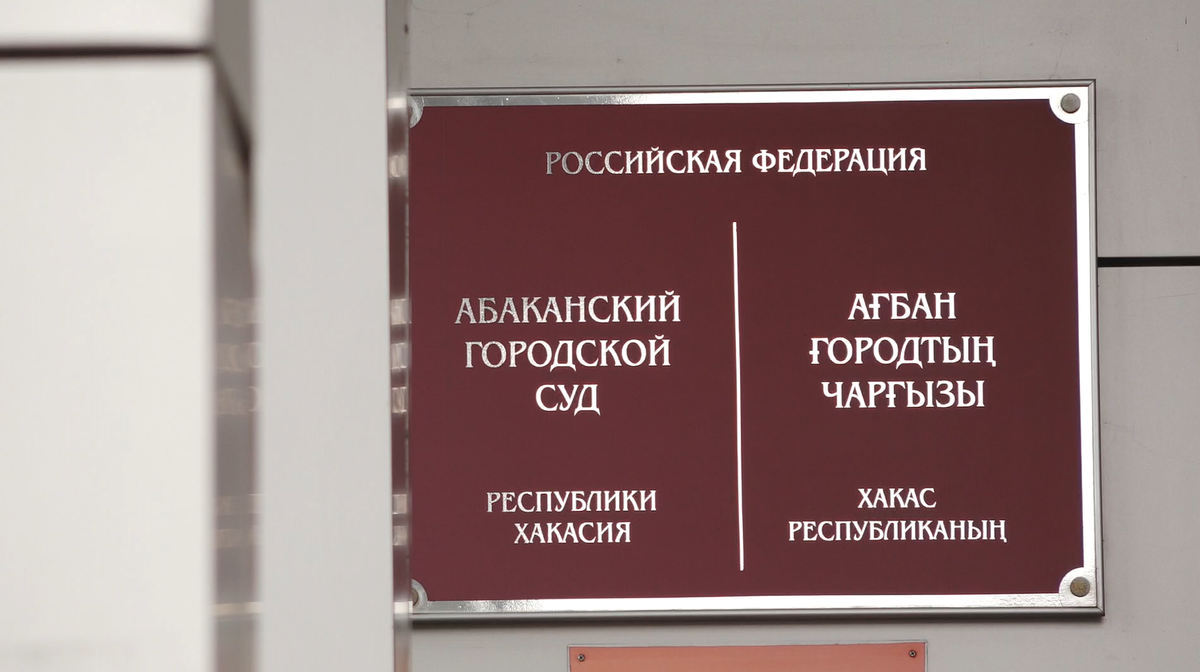 РОССИЙСКАЯ ФЕДЕРАЦИЯ
АБАКАНСКИЙ
ГОРОДСКОЙ
СУД
РЕСПУБЛИКИ
ХАКАСИЯ
АҒБАН
ҒОРОДТЫҢ
ЧАРҒЫЗЫ
ХАКАС
РЕСПУБЛИКАНЫҢ